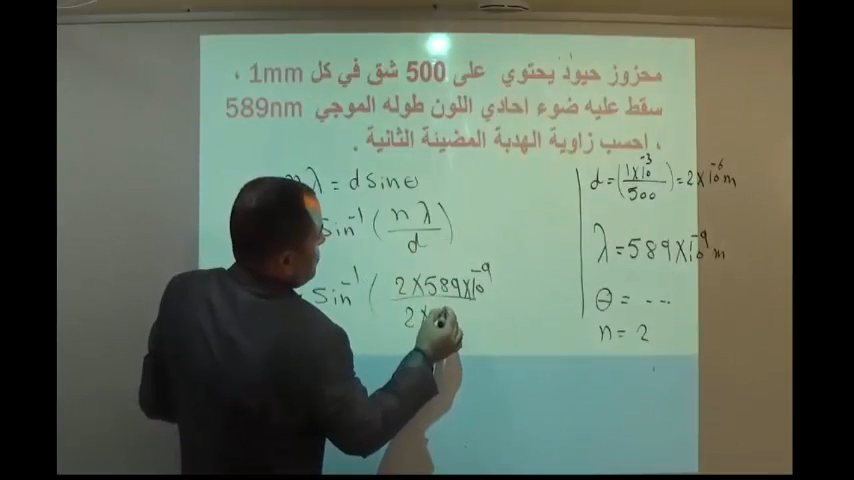 محزوز حيود يحتوي على 500 شق في كل 1mm ،
سقط عليه ضوء احادي اللون طوله الموجي 589nm
، احسب زاوية الهدبة المضيئة الثانية .
λ = d sin θ
sin⁻¹ ( nλ / d )
sin⁻¹ ( 2×589×10⁻⁹
2×
d = ( 1×10⁻³ / 500 ) = 2×10⁻⁶ m
λ = 589×10⁻⁹ m
θ = ---
n = 2